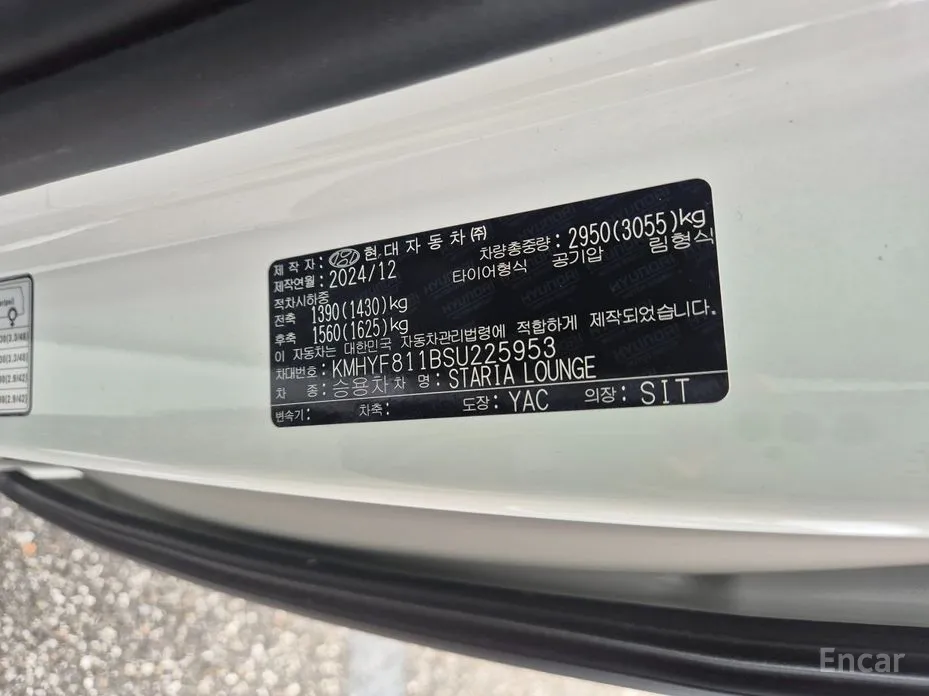 제 작 자 : 현대자동차(주)
제작연월 : 2024/12
차량총중량 : 2950(3055)kg
적차시하중
타이어형식 공기압 림형식
전축 1390(1430)kg
후축 1560(1625)kg
이 자동차는 대한민국 자동차관리법령에 적합하게 제작되었습니다.
차대번호 : KMHYF811BSU225953
차 종 : 승용차 차 명 : STARIA LOUNGE
변속기 : 차축 : 도장 : YAC 의장 : SIT
Encar